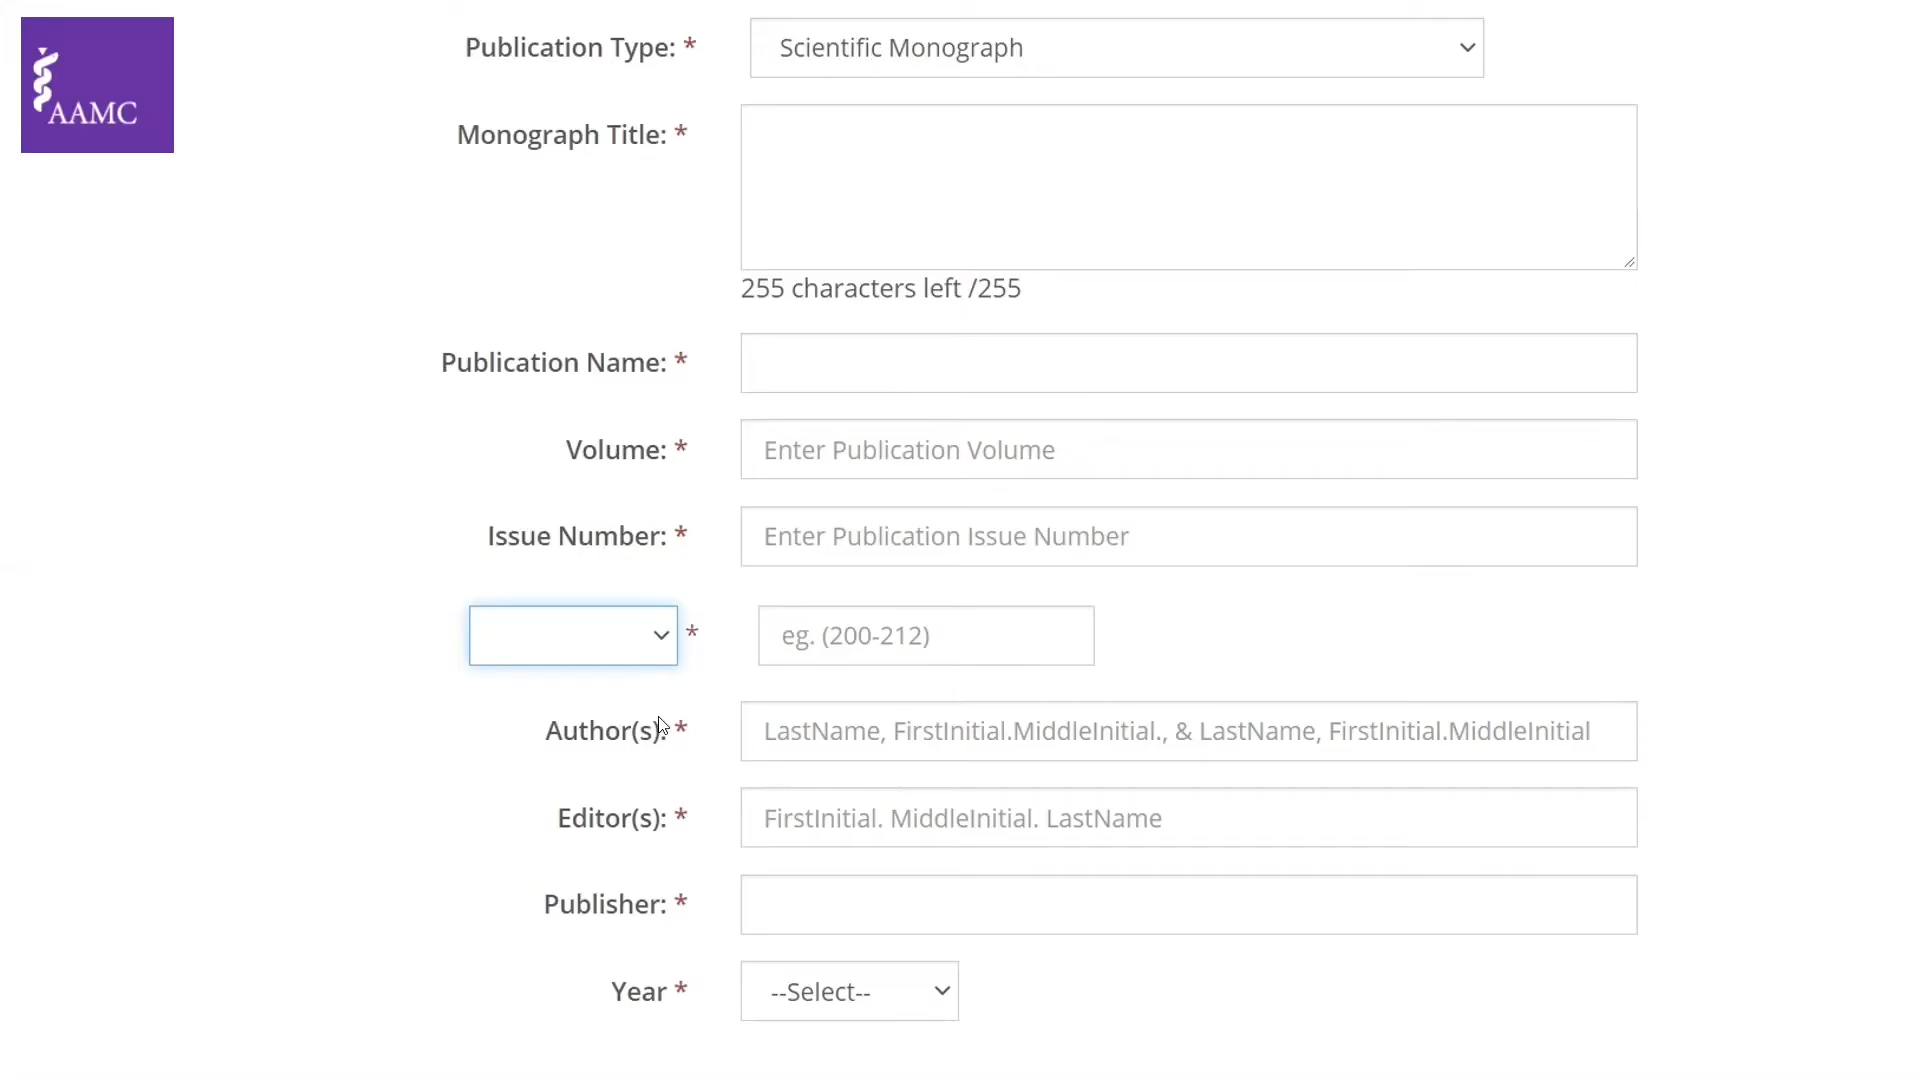 AAMC
Publication Type: * Scientific Monograph
Monograph Title: *
255 characters left /255
Publication Name: *
Volume: * Enter Publication Volume
Issue Number: * Enter Publication Issue Number
* eg. (200-212)
Author(s): * LastName, FirstInitial.MiddleInitial., & LastName, FirstInitial.MiddleInitial
Editor(s): * FirstInitial. MiddleInitial. LastName
Publisher: *
Year * --Select--